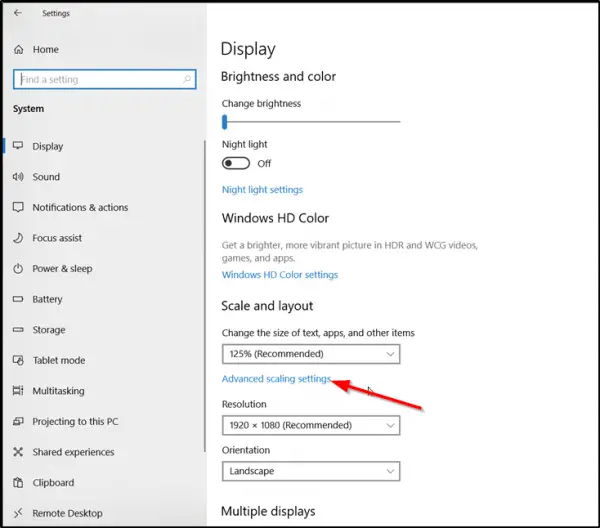 Settings
Home
Find a setting
System
Display
Sound
Notifications & actions
Focus assist
Power & sleep
Battery
Storage
Tablet mode
Multitasking
Projecting to this PC
Shared experiences
Clipboard
Remote Desktop
Display
Brightness and color
Change brightness
Night light
Off
Night light settings
Windows HD Color
Get a brighter, more vibrant picture in HDR and WCG videos,
games, and apps.
Windows HD Color settings
Scale and layout
Change the size of text, apps, and other items
125% (Recommended)
Advanced scaling settings
Resolution
1920 × 1080 (Recommended)
Orientation
Landscape
Multiple displays